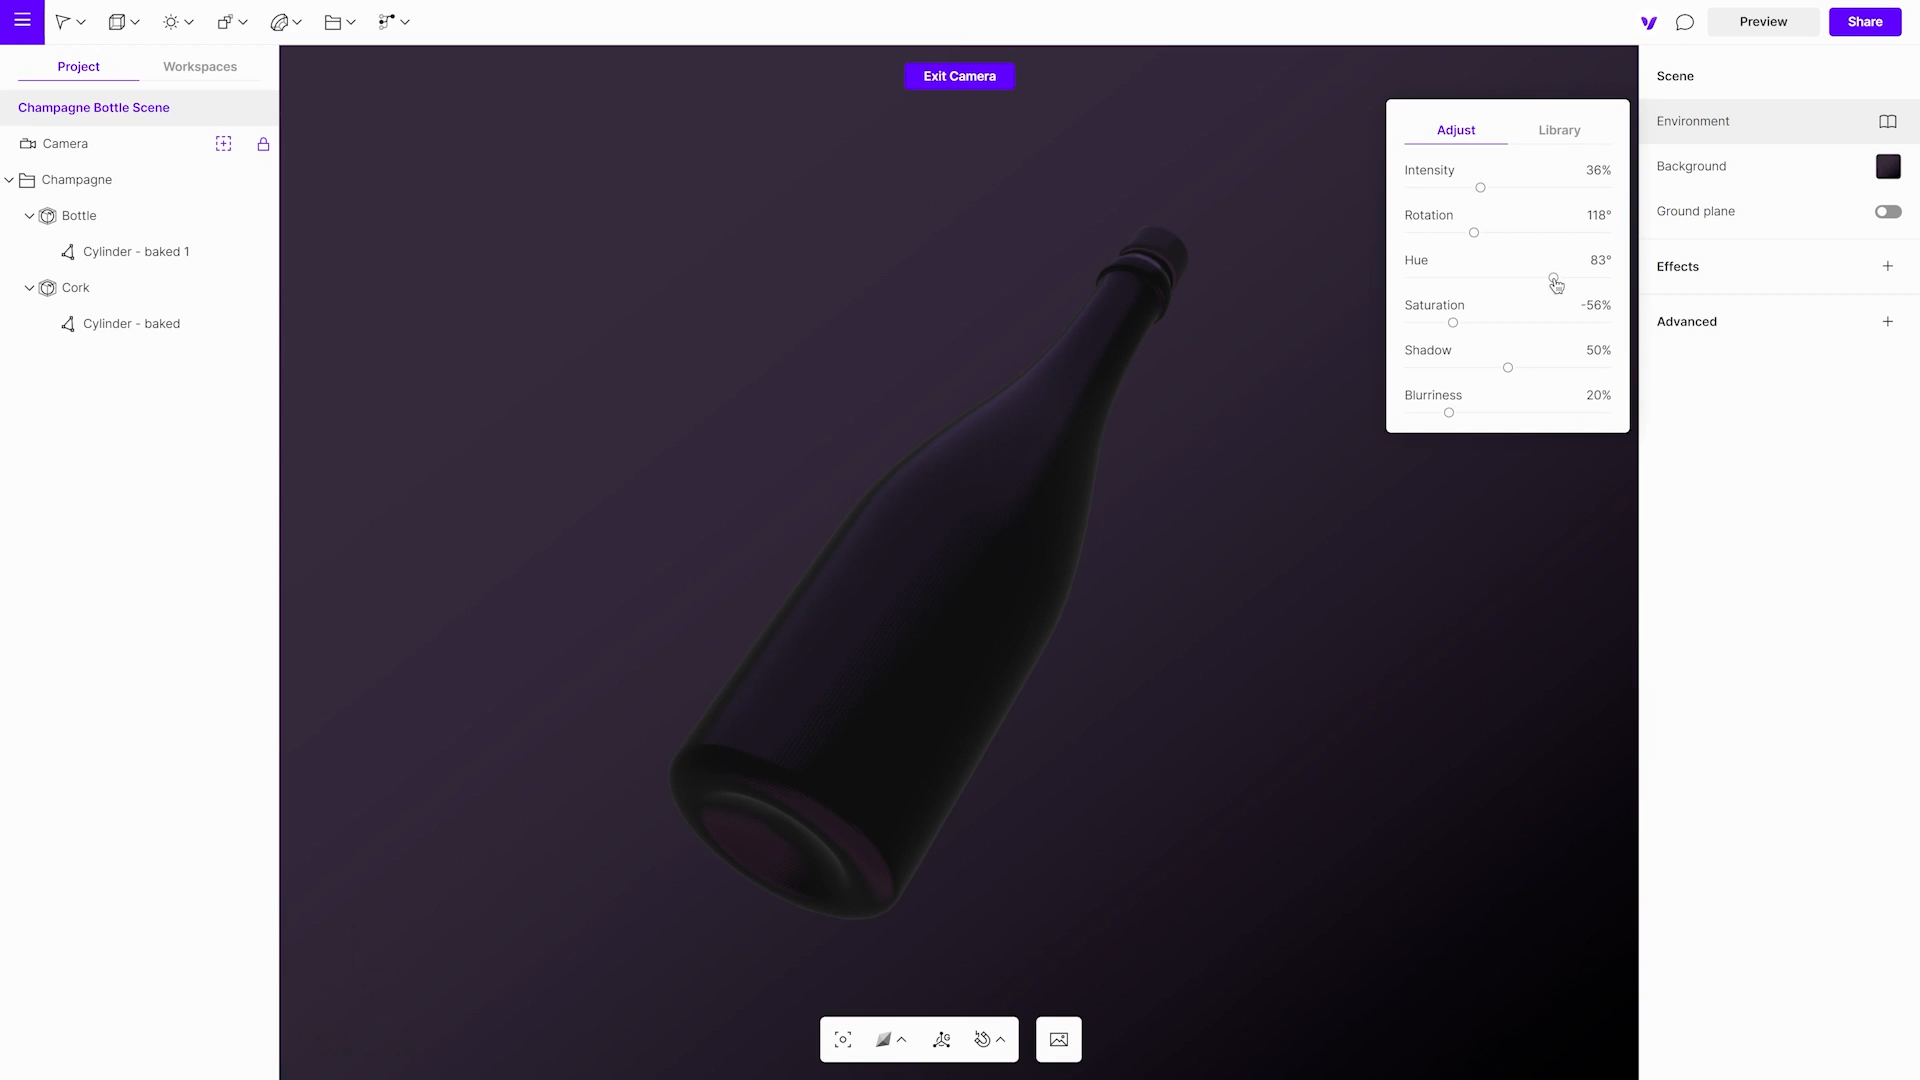 Preview
Share
Project
Workspaces
Champagne Bottle Scene
Camera
Champagne
Bottle
Cylinder - baked 1
Cork
Cylinder - baked
Exit Camera
Adjust
Library
Intensity
36%
Rotation
118°
Hue
83°
Saturation
-56%
Shadow
50%
Blurriness
20%
Scene
Environment
Background
Ground plane
Effects
Advanced